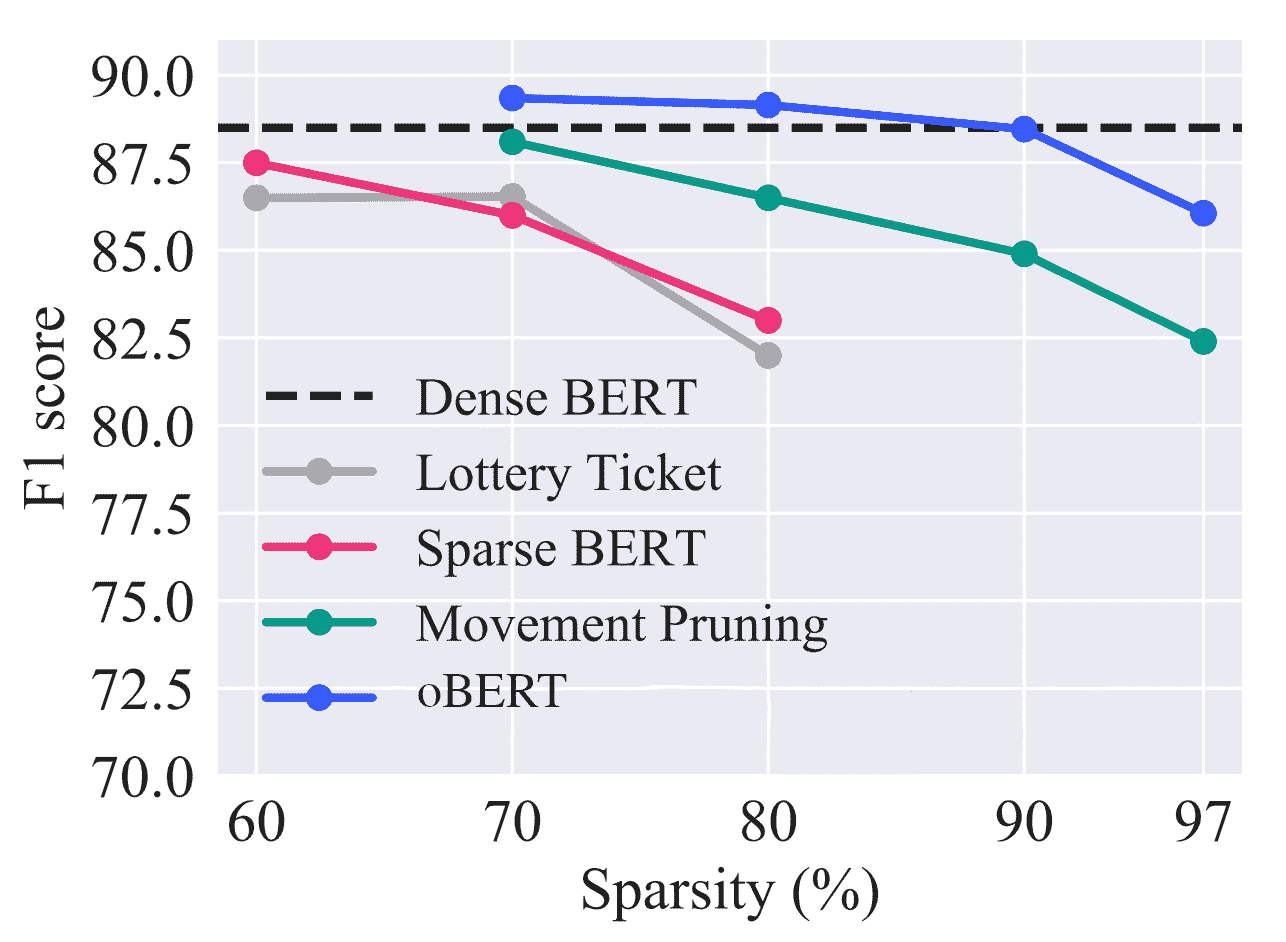 90.0
87.5
85.0
82.5
80.0
77.5
75.0
72.5
70.0
F1 score
Dense BERT
Lottery Ticket
Sparse BERT
Movement Pruning
oBERT
60 70 80 90 97
Sparsity (%)